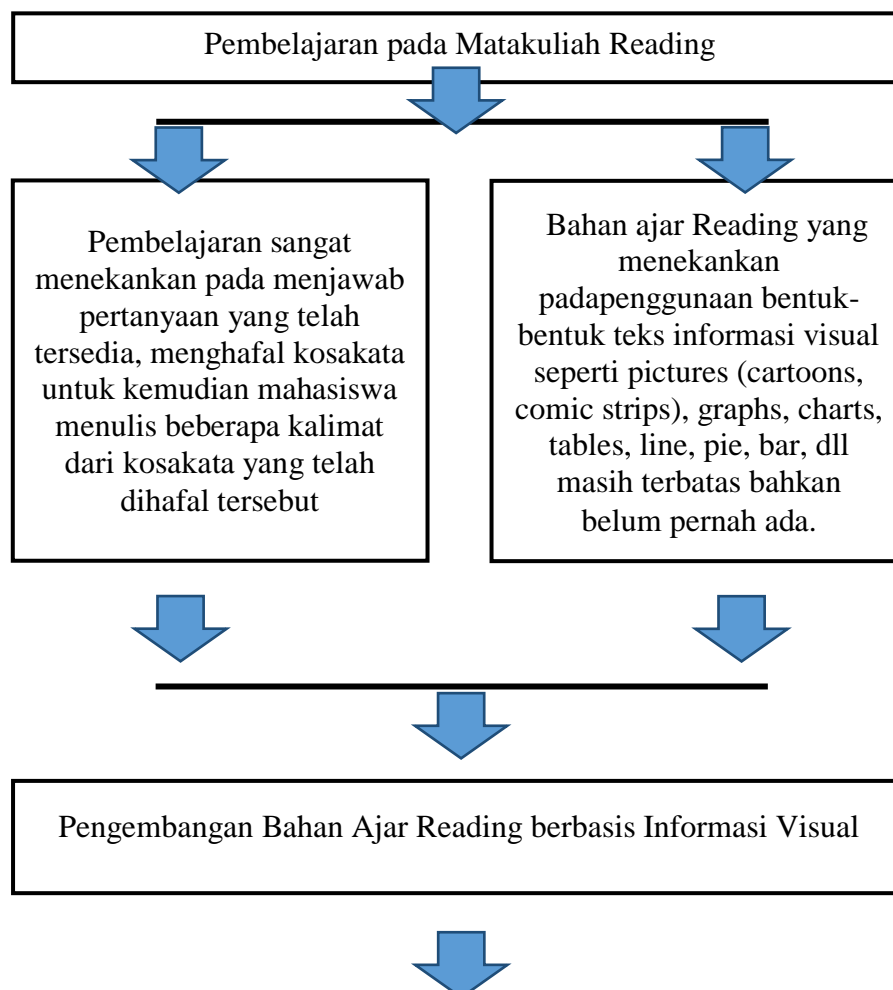 Pembelajaran pada Matakuliah Reading
Pembelajaran sangat
menekankan pada menjawab
pertanyaan yang telah
tersedia, menghafal kosakata
untuk kemudian mahasiswa
menulis beberapa kalimat
dari kosakata yang telah
dihafal tersebut
Bahan ajar Reading yang
menekankan
padapenggunaan bentuk-
bentuk teks informasi visual
seperti pictures (cartoons,
comic strips), graphs, charts,
tables, line, pie, bar, dll
masih terbatas bahkan
belum pernah ada.
Pengembangan Bahan Ajar Reading berbasis Informasi Visual